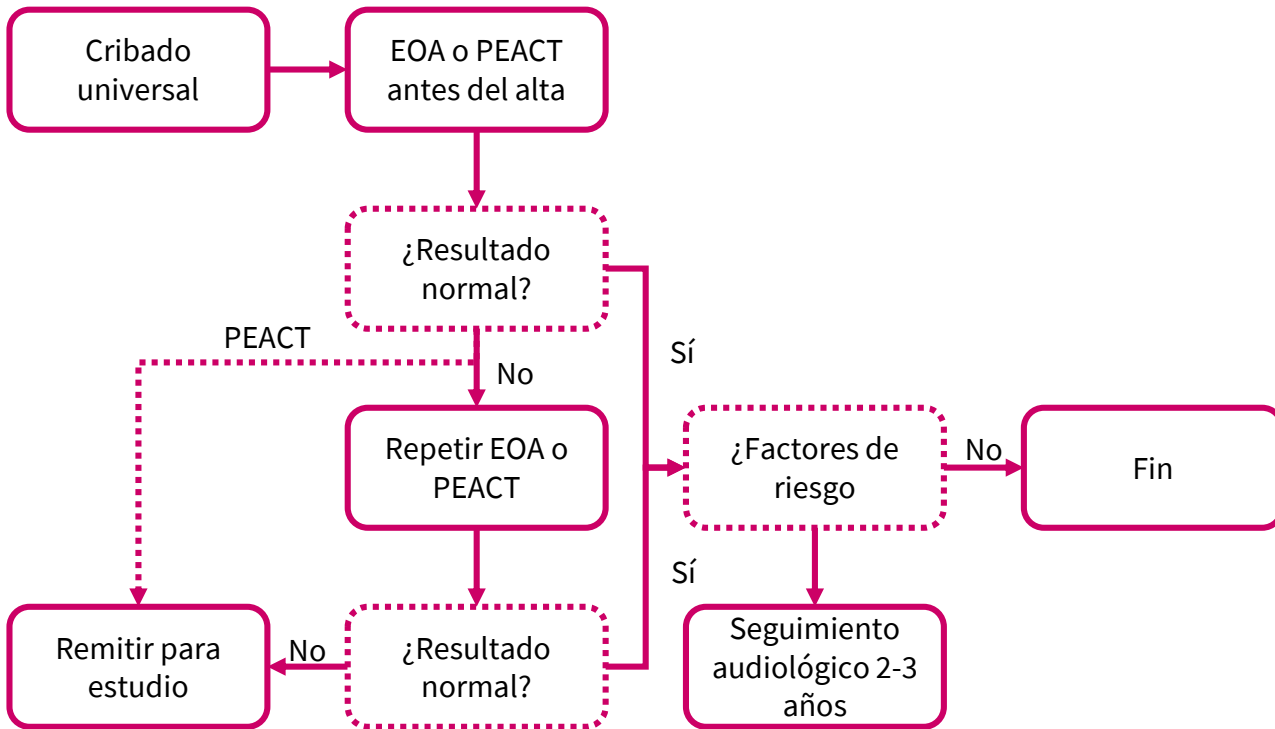 Cribado
universal
EOA o PEACT
antes del alta
¿Resultado
normal?
PEACT
No
Sí
Repetir EOA o
PEACT
¿Factores de
riesgo
No
Fin
Sí
Remitir para
estudio
No
¿Resultado
normal?
Seguimiento
audiológico 2-3
años